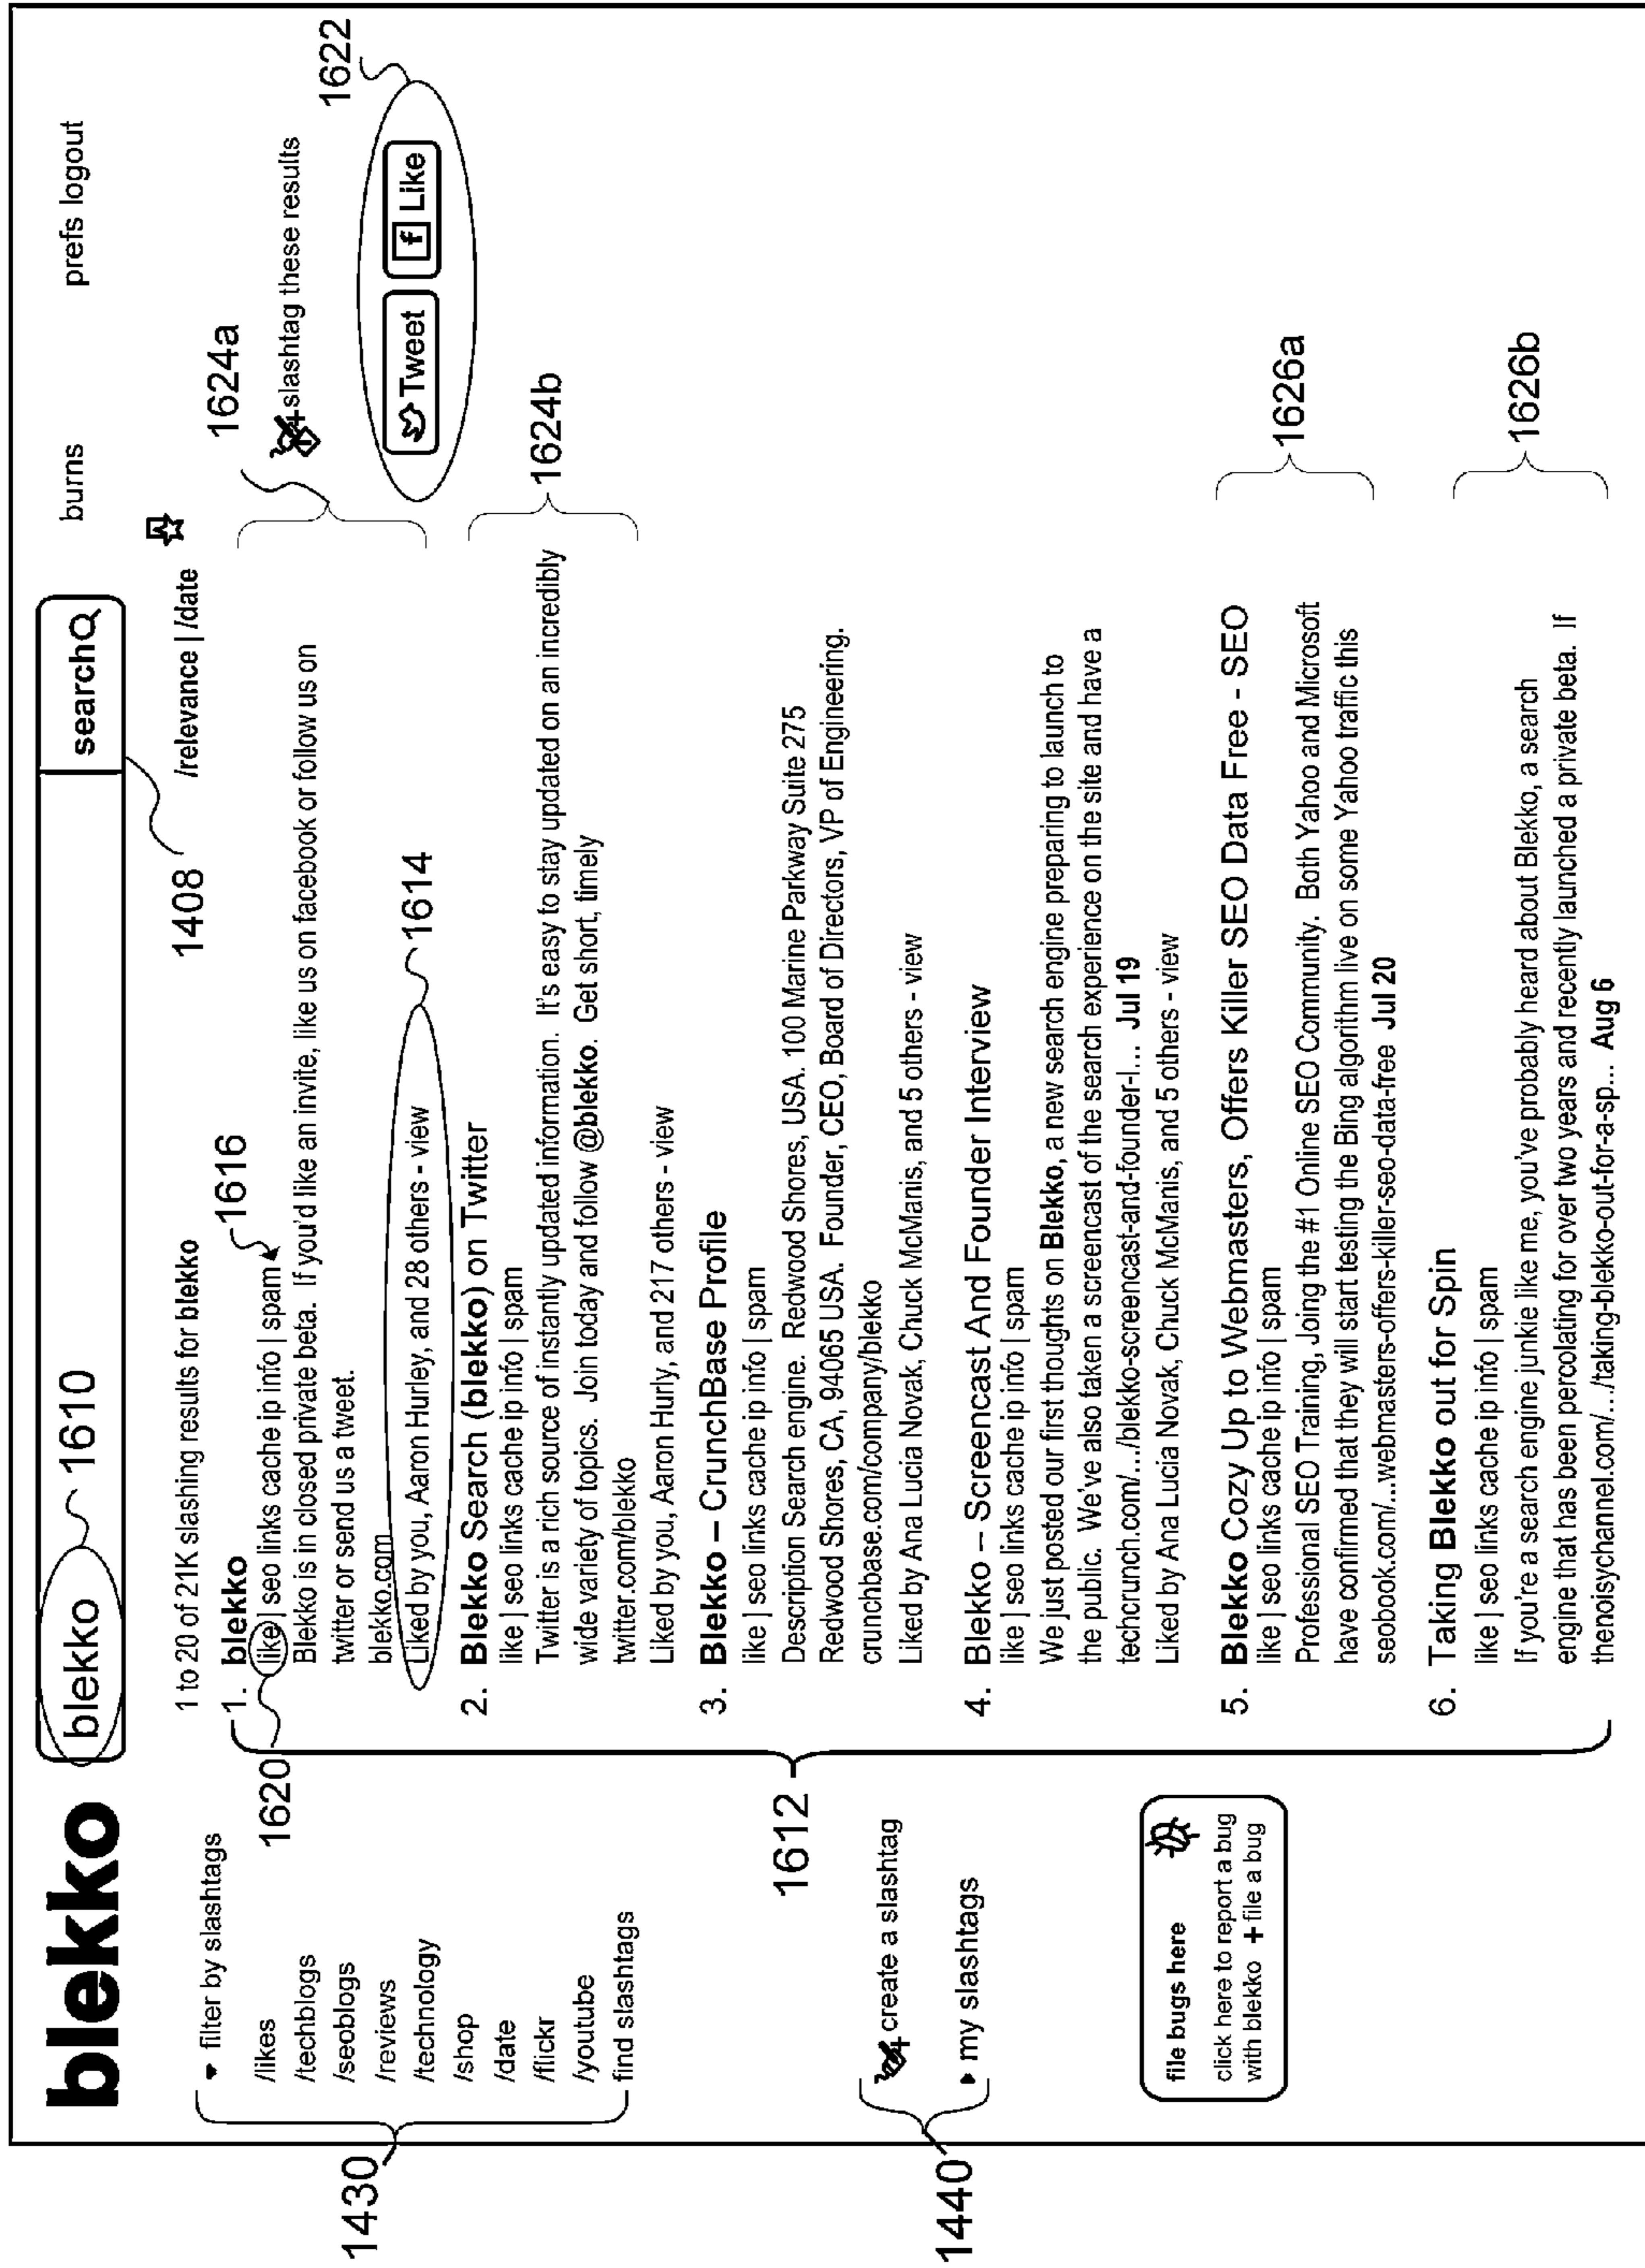 blekko
blekko
search
burns
prefs logout
1610
1408
/relevance | /date
1 to 20 of 21K slashing results for blekko
1430
filter by slashtags
/likes
/techblogs
/seoblogs
/reviews
/technology
/shop
/date
/flickr
/youtube
find slashtags
1440
create a slashtag
my slashtags
file bugs here
click here to report a bug
with blekko + file a bug
1620
1612
1616
1614
1. blekko
like | seo links cache ip info | spam
Blekko is in closed private beta. If you'd like an invite, like us on facebook or follow us on
twitter or send us a tweet.
blekko.com
Liked by you, Aaron Hurley, and 28 others - view
2. Blekko Search (blekko) on Twitter
like | seo links cache ip info | spam
Twitter is a rich source of instantly updated information. It's easy to stay updated on an incredibly
wide variety of topics. Join today and follow @blekko. Get short, timely
twitter.com/blekko
Liked by you, Aaron Hurly, and 217 others - view
3. Blekko – CrunchBase Profile
like | seo links cache ip info | spam
Description Search engine. Redwood Shores, USA. 100 Marine Parkway Suite 275
Redwood Shores, CA, 94065 USA. Founder, CEO, Board of Directors, VP of Engineering.
crunchbase.com/company/blekko
Liked by Ana Lucia Novak, Chuck McManis, and 5 others - view
4. Blekko – Screencast And Founder Interview
like | seo links cache ip info | spam
We just posted our first thoughts on Blekko, a new search engine preparing to launch to
the public. We've also taken a screencast of the search experience on the site and have a
techcrunch.com/.../blekko-screencast-and-founder-I... Jul 19
Liked by Ana Lucia Novak, Chuck McManis, and 5 others - view
5. Blekko Cozy Up to Webmasters, Offers Killer SEO Data Free - SEO
like | seo links cache ip info | spam
Professional SEO Training, Joing the #1 Online SEO Community. Both Yahoo and Microsoft
have confirmed that they will start testing the Bing algorithm live on some Yahoo traffic this
seobook.com/...webmasters-offers-killer-seo-data-free Jul 20
6. Taking Blekko out for Spin
like | seo links cache ip info | spam
If you're a search engine junkie like me, you've probably heard about Blekko, a search
engine that has been percolating for over two years and recently launched a private beta. If
thenoisychannel.com/.../taking-blekko-out-for-a-sp... Aug 6
1624a
slashtag these results
1622
Tweet
f Like
1624b
1626a
1626b